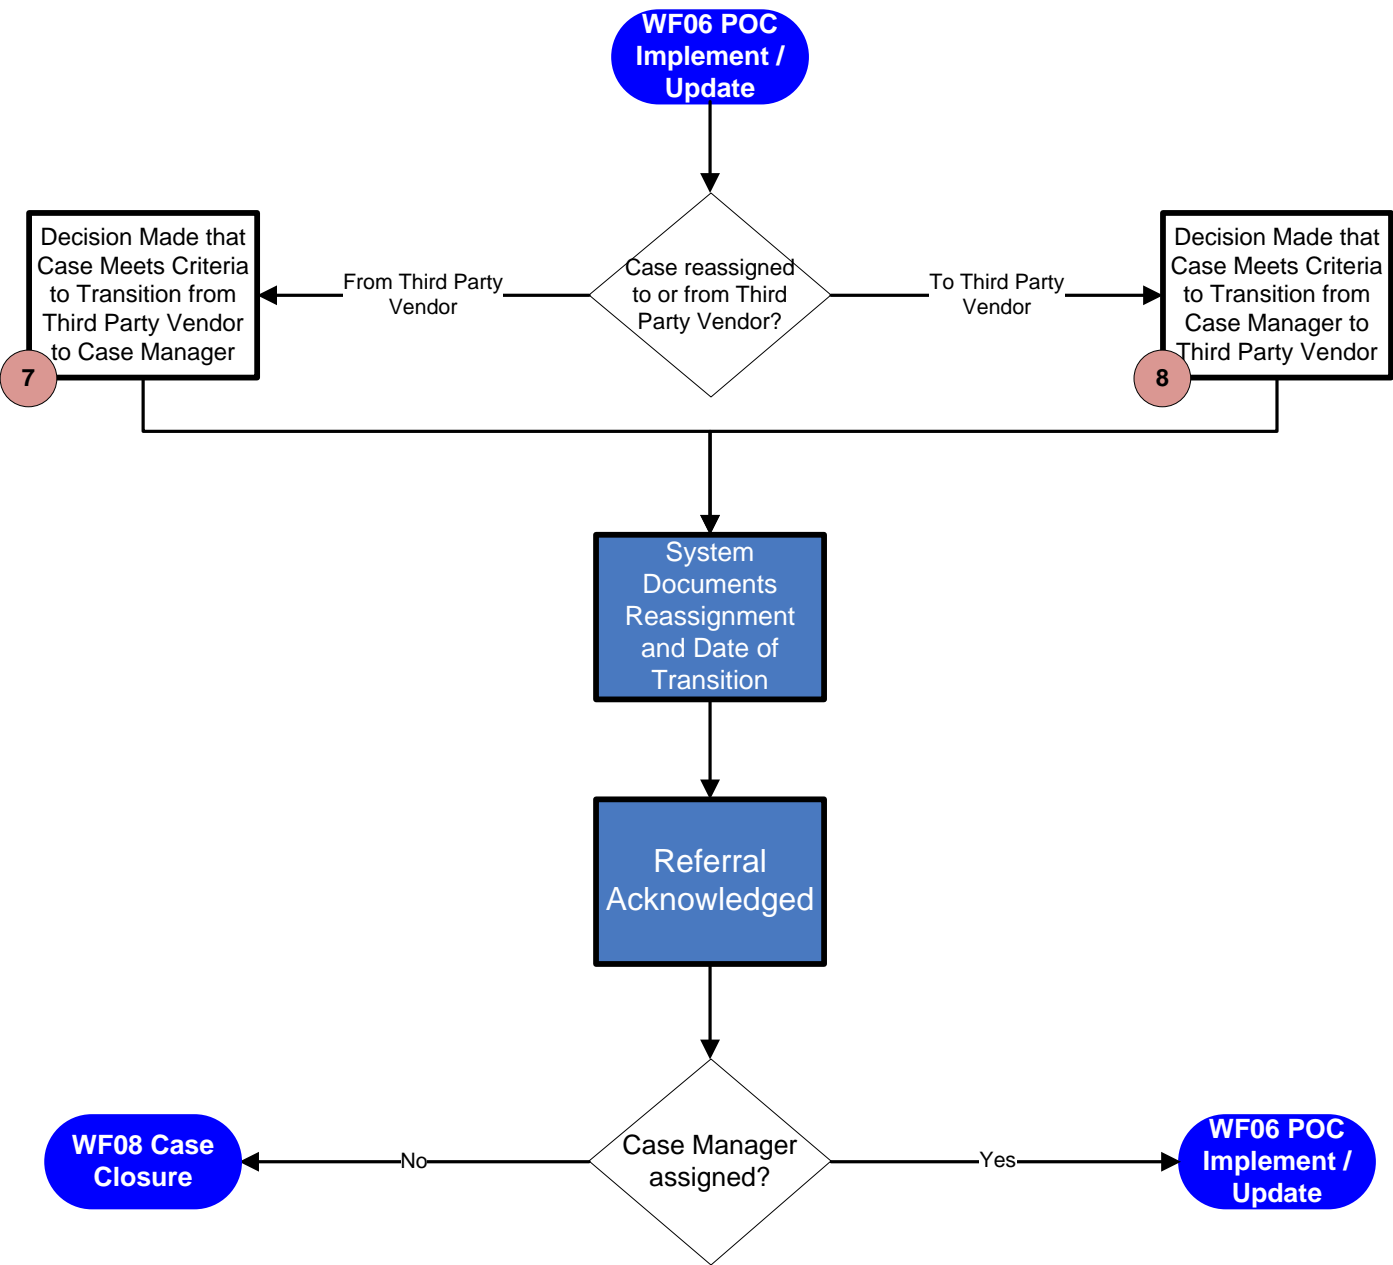 WF06 POC
Implement /
Update
Decision Made that
Case Meets Criteria
to Transition from
Third Party Vendor
to Case Manager
7
From Third Party
Vendor
Case reassigned
to or from Third
Party Vendor?
To Third Party
Vendor
Decision Made that
Case Meets Criteria
to Transition from
Case Manager to
Third Party Vendor
8
System
Documents
Reassignment
and Date of
Transition
Referral
Acknowledged
Case Manager
assigned?
No
WF08 Case
Closure
Yes
WF06 POC
Implement /
Update